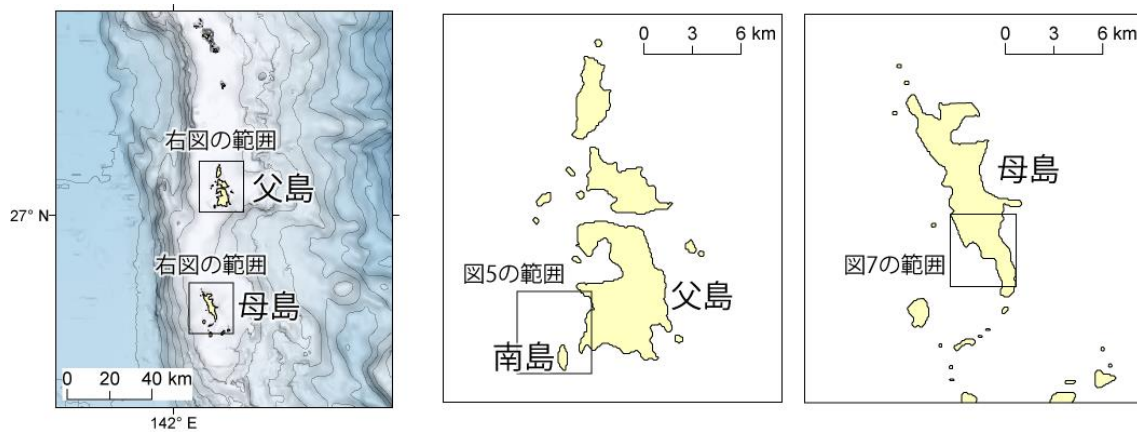 右図の範囲
父島
27° N
右図の範囲
母島
0 20 40 km
142° E
0 3 6 km
図5の範囲
父島
南島
0 3 6 km
母島
図7の範囲